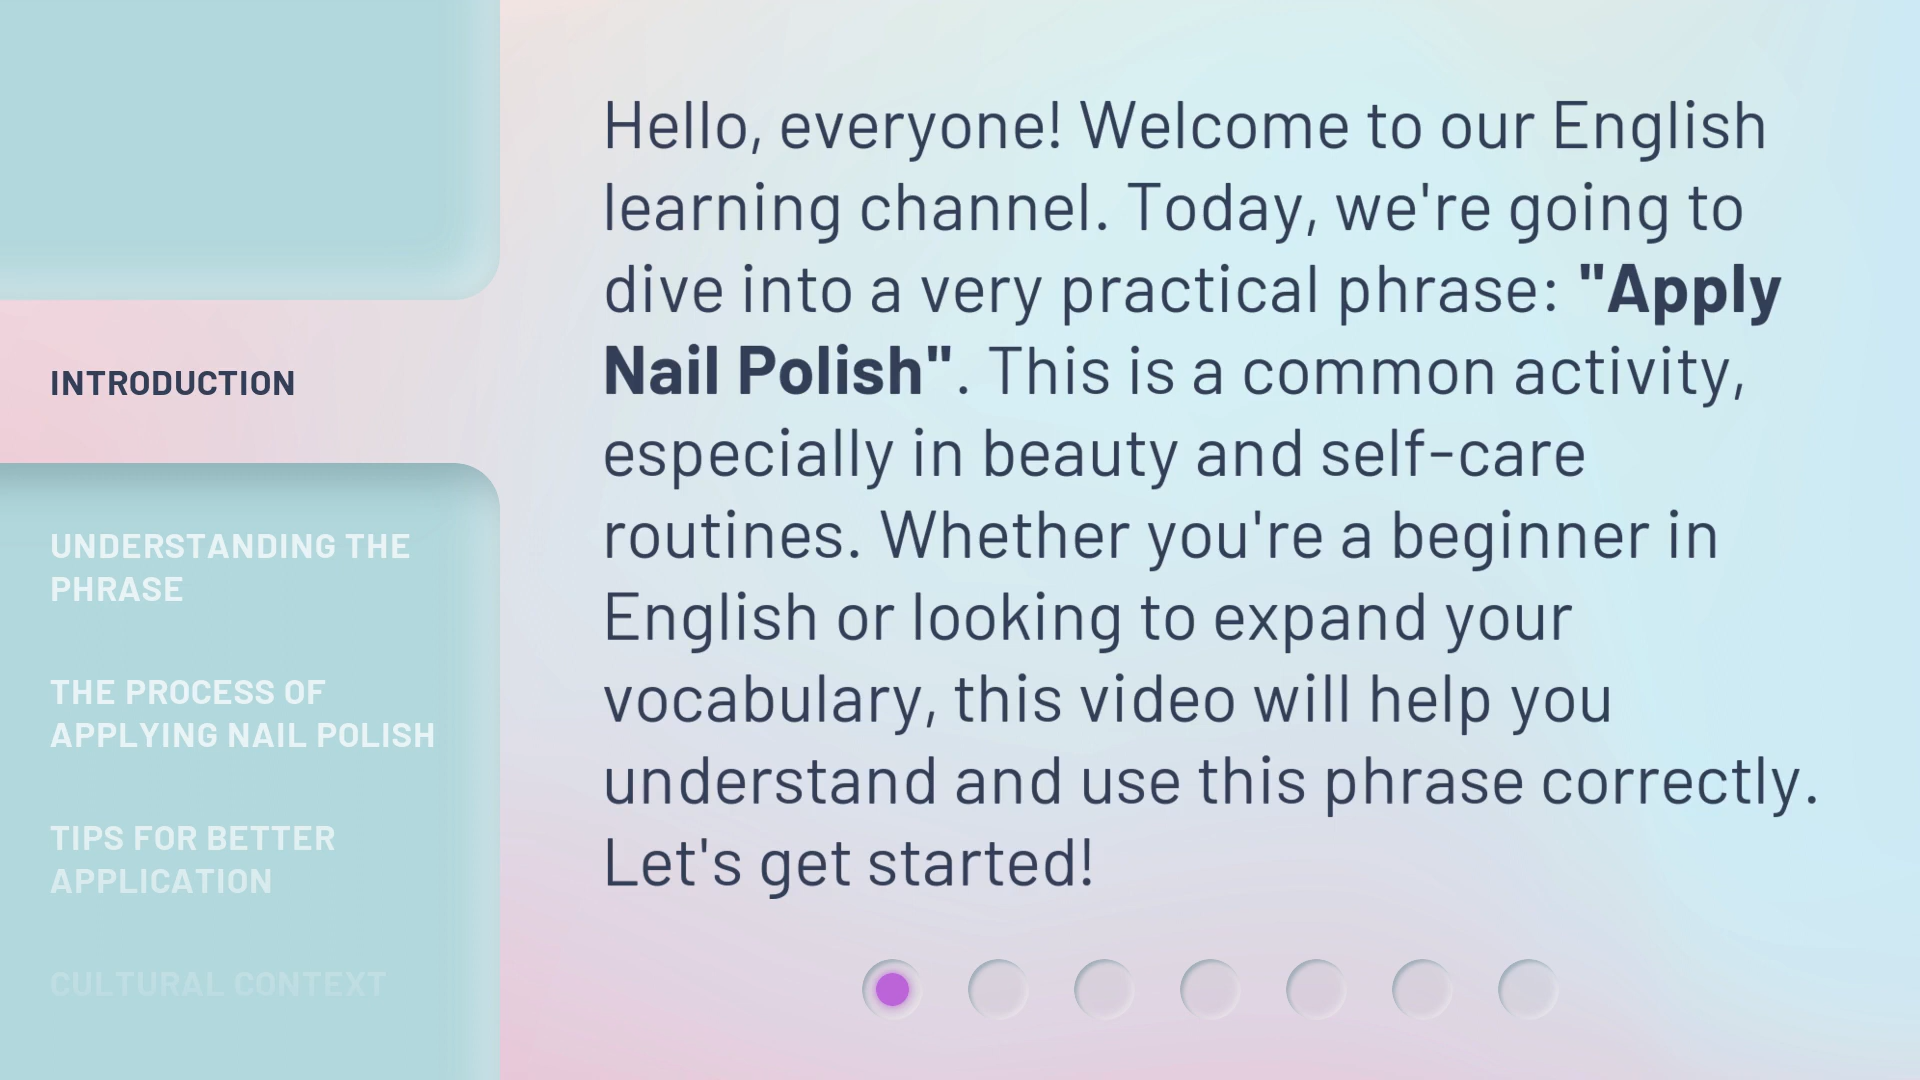 INTRODUCTION
UNDERSTANDING THE
PHRASE
THE PROCESS OF
APPLYING NAIL POLISH
TIPS FOR BETTER
APPLICATION
CULTURAL CONTEXT
Hello, everyone! Welcome to our English
learning channel. Today, we're going to
dive into a very practical phrase: "Apply
Nail Polish". This is a common activity,
especially in beauty and self-care
routines. Whether you're a beginner in
English or looking to expand your
vocabulary, this video will help you
understand and use this phrase correctly.
Let's get started!